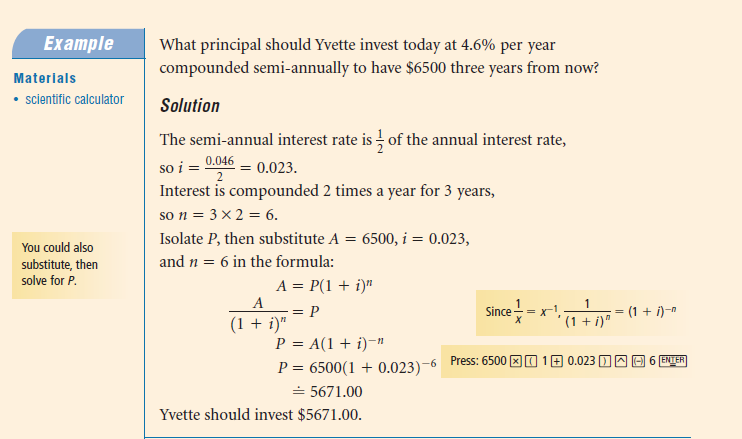 Example
Materials
• scientific calculator
What principal should Yvette invest today at 4.6% per year
compounded semi-annually to have $6500 three years from now?
Solution
The semi-annual interest rate is 1/2 of the annual interest rate,
so i = 0.046/2 = 0.023.
Interest is compounded 2 times a year for 3 years,
so n = 3 × 2 = 6.
You could also
substitute, then
solve for P.
Isolate P, then substitute A = 6500, i = 0.023,
and n = 6 in the formula:
A = P(1 + i)ⁿ
A/(1 + i)ⁿ = P
Since 1/x = x⁻¹, 1/(1 + i)ⁿ = (1 + i)⁻ⁿ
P = A(1 + i)⁻ⁿ
P = 6500(1 + 0.023)⁻⁶
Press: 6500 × ( 1 + 0.023 ) ^ (–) 6 ENTER
≐ 5671.00
Yvette should invest $5671.00.